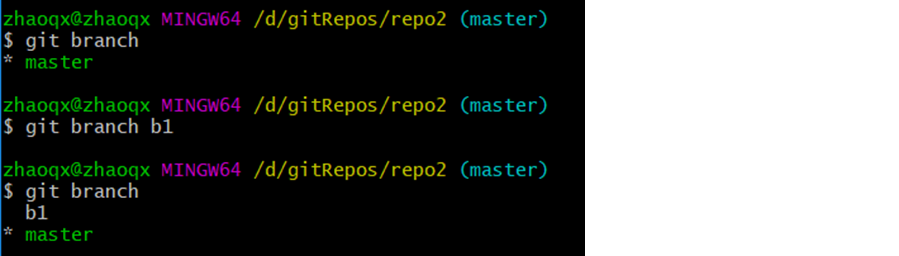 zhaoqx@zhaoqx MINGW64 /d/gitRepos/repo2 (master)
$ git branch
* master
zhaoqx@zhaoqx MINGW64 /d/gitRepos/repo2 (master)
$ git branch b1
zhaoqx@zhaoqx MINGW64 /d/gitRepos/repo2 (master)
$ git branch
  b1
* master